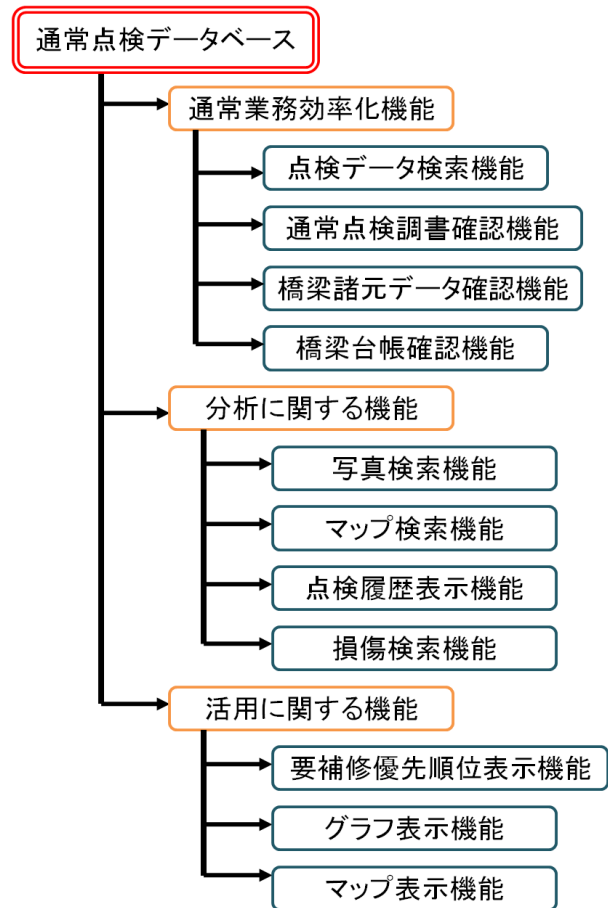 通常点検データベース
通常業務効率化機能
点検データ検索機能
通常点検調書確認機能
橋梁諸元データ確認機能
橋梁台帳確認機能
分析に関する機能
写真検索機能
マップ検索機能
点検履歴表示機能
損傷検索機能
活用に関する機能
要補修優先順位表示機能
グラフ表示機能
マップ表示機能